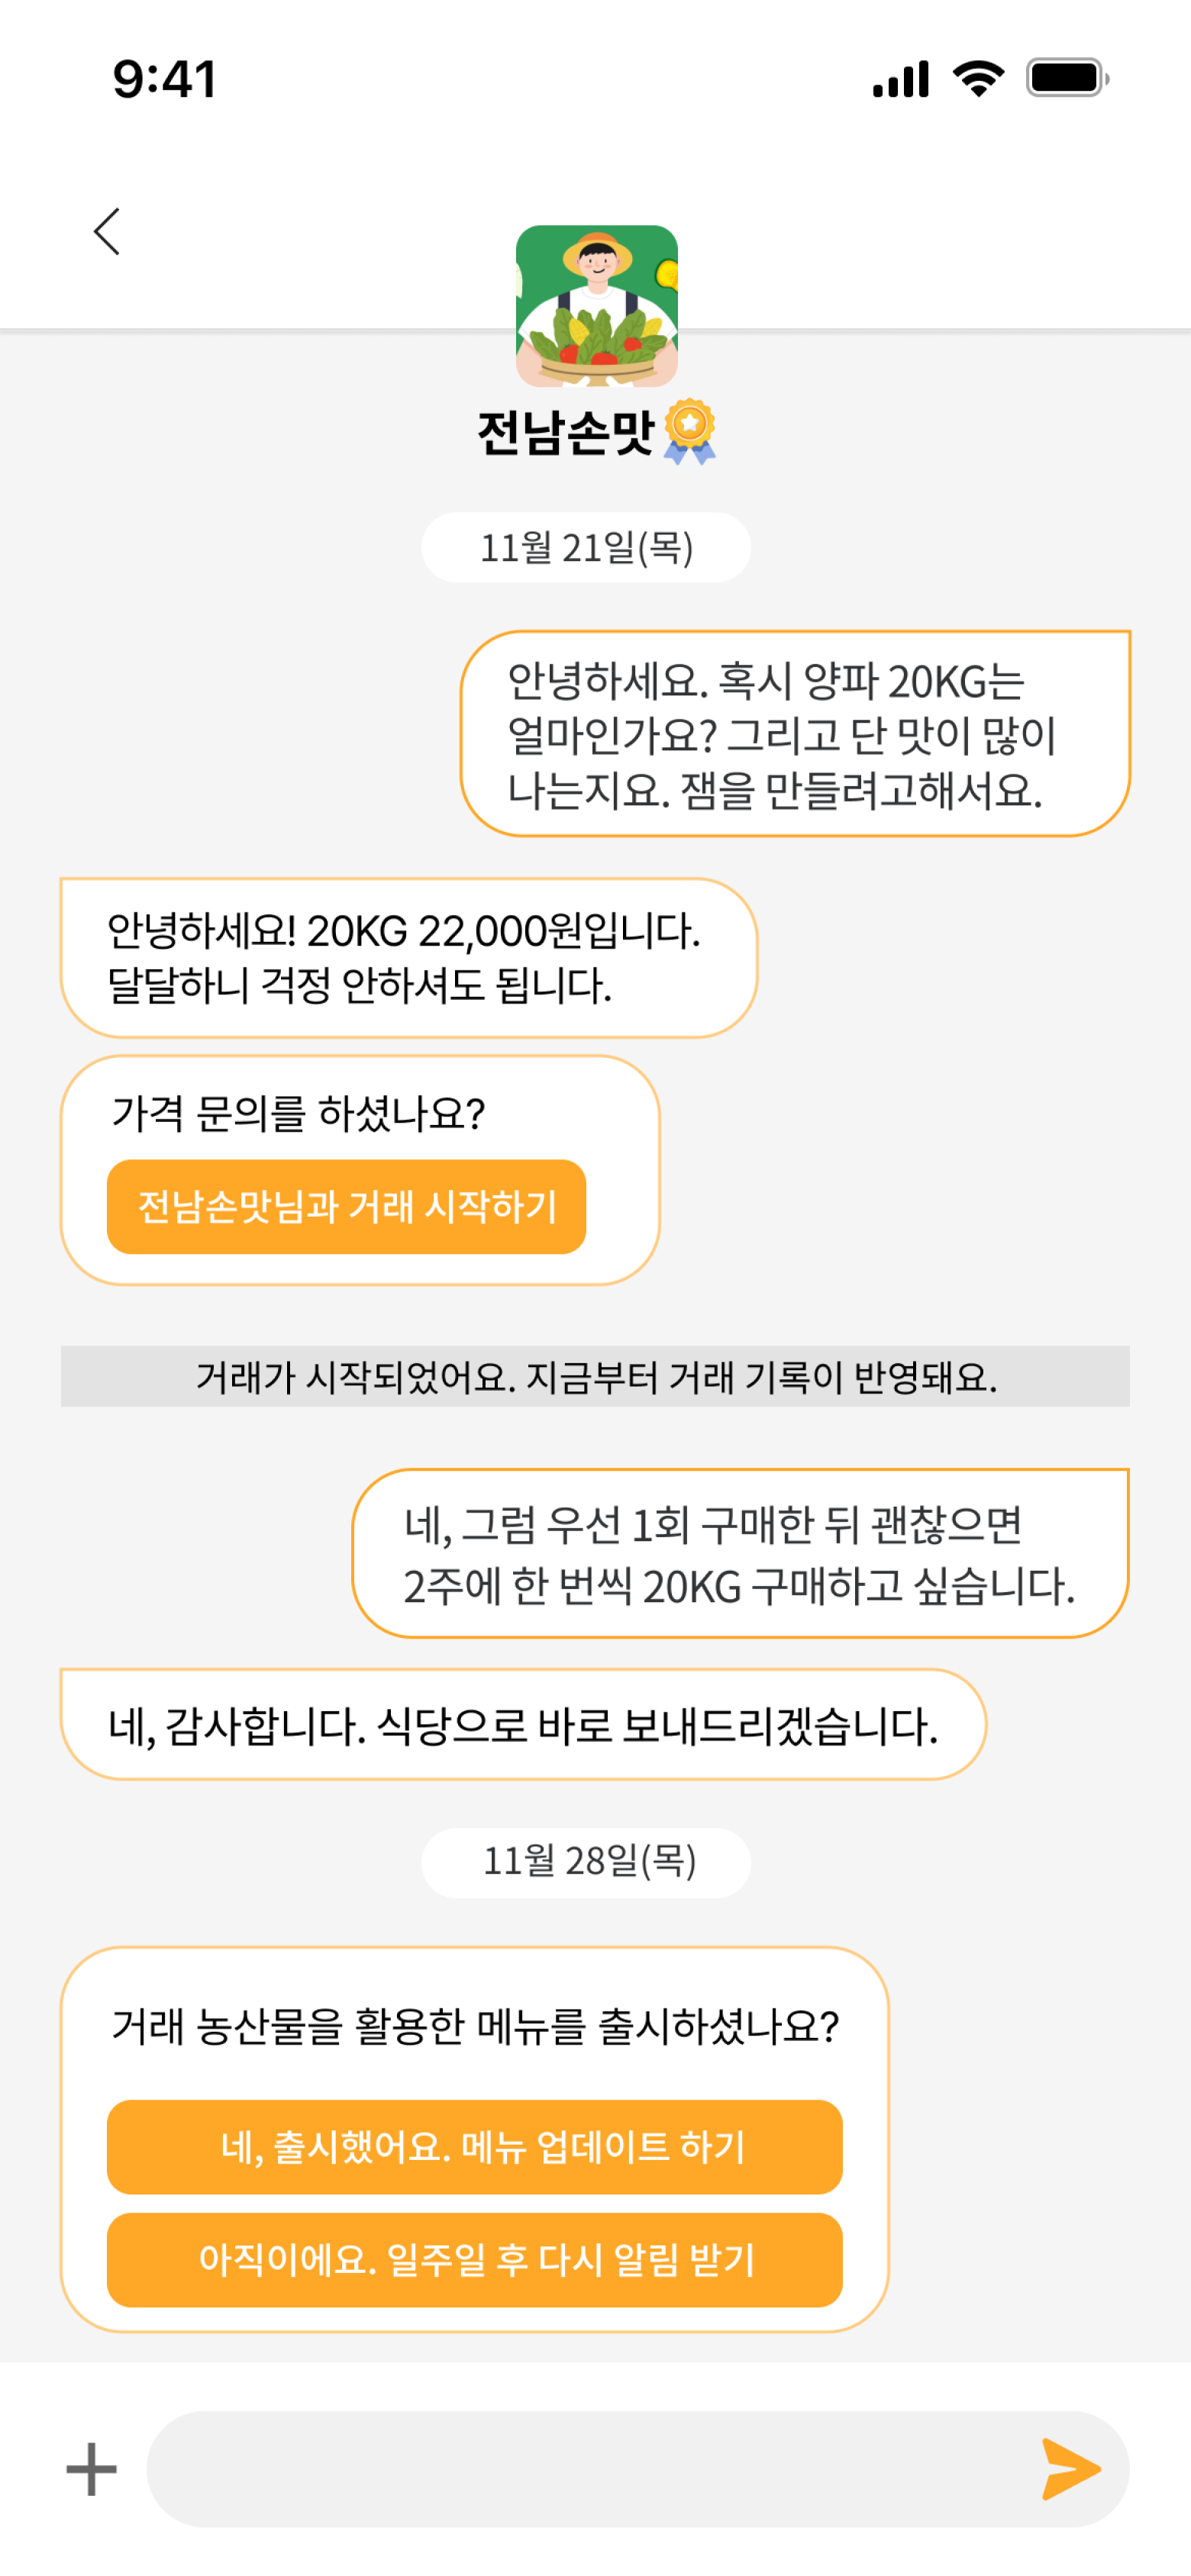 9:41
전남손맛
11월 21일(목)
안녕하세요. 혹시 양파 20KG는
얼마인가요? 그리고 단 맛이 많이
나는지요. 잼을 만들려고해서요.
안녕하세요! 20KG 22,000원입니다.
달달하니 걱정 안하셔도 됩니다.
가격 문의를 하셨나요?
전남손맛님과 거래 시작하기
거래가 시작되었어요. 지금부터 거래 기록이 반영돼요.
네, 그럼 우선 1회 구매한 뒤 괜찮으면
2주에 한 번씩 20KG 구매하고 싶습니다.
네, 감사합니다. 식당으로 바로 보내드리겠습니다.
11월 28일(목)
거래 농산물을 활용한 메뉴를 출시하셨나요?
네, 출시했어요. 메뉴 업데이트 하기
아직이에요. 일주일 후 다시 알림 받기